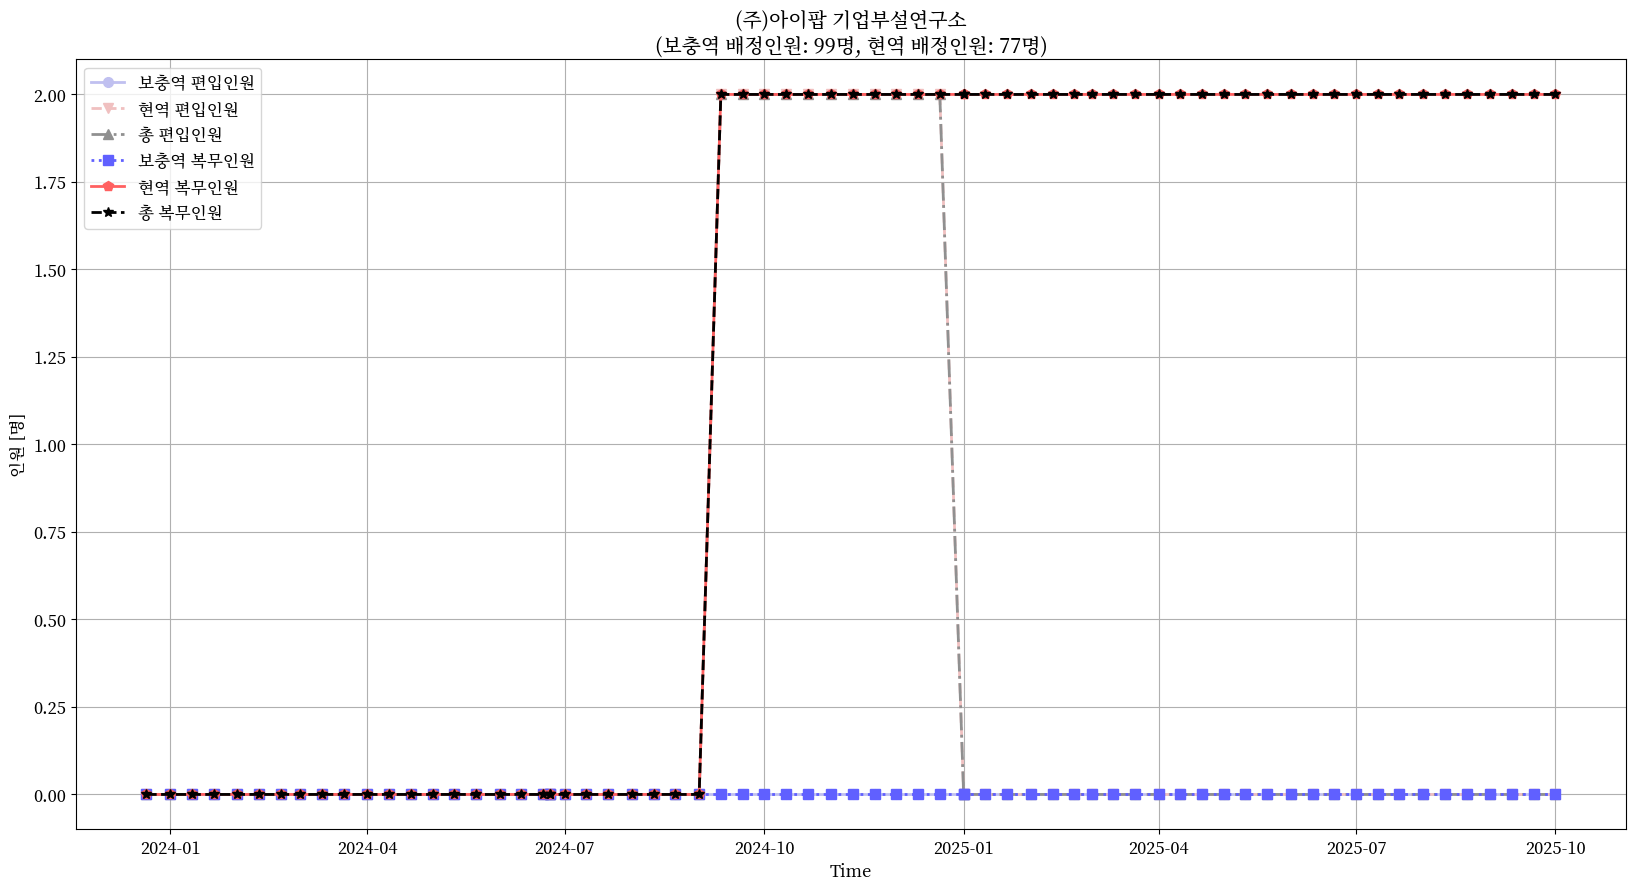 (주)아이팝 기업부설연구소
(보충역 배정인원: 99명, 현역 배정인원: 77명)
보충역 편입인원
현역 편입인원
총 편입인원
보충역 복무인원
현역 복무인원
총 복무인원
인원 [명]
2.00
1.75
1.50
1.25
1.00
0.75
0.50
0.25
0.00
2024-01
2024-04
2024-07
2024-10
2025-01
2025-04
2025-07
2025-10
Time